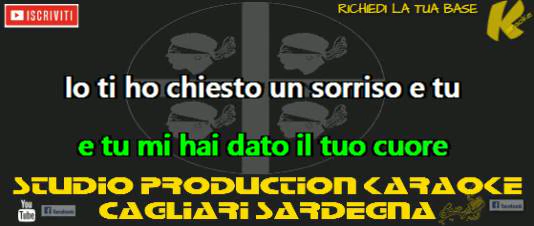 ISCRIVITI
RICHIEDI LA TUA BASE
Io ti ho chiesto un sorriso e tu
e tu mi hai dato il tuo cuore
STUDIO PRODUCTION KARAOKE
CAGLIARI SARDEGNA
You Tube
facebook
facebook